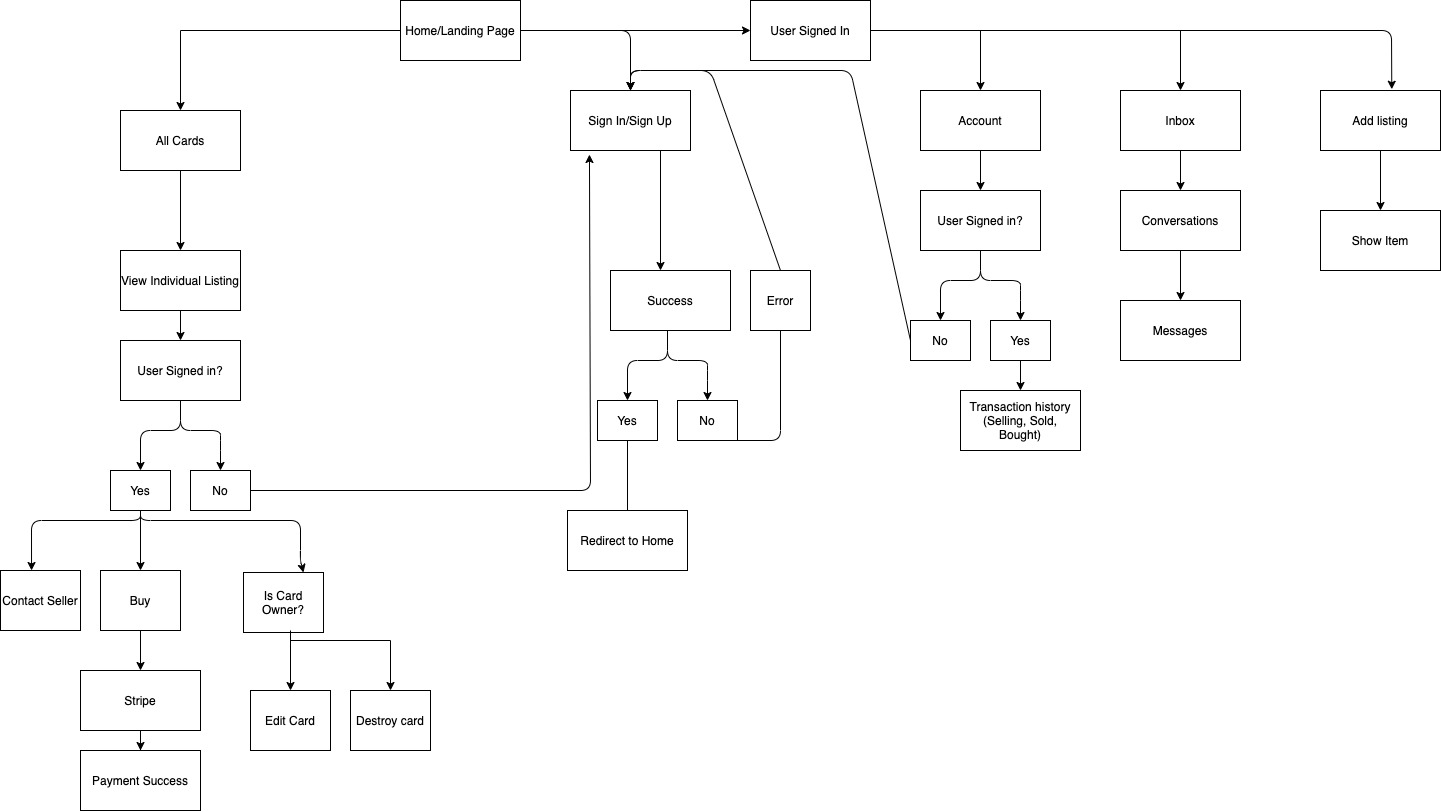 Home/Landing Page
User Signed In
All Cards
Sign In/Sign Up
Account
Inbox
Add listing
View Individual Listing
User Signed in?
Conversations
Show Item
Success
Error
No
Yes
Messages
User Signed in?
Yes
No
Transaction history
(Selling, Sold,
Bought)
Yes
No
Redirect to Home
Contact Seller
Buy
Is Card
Owner?
Stripe
Edit Card
Destroy card
Payment Success